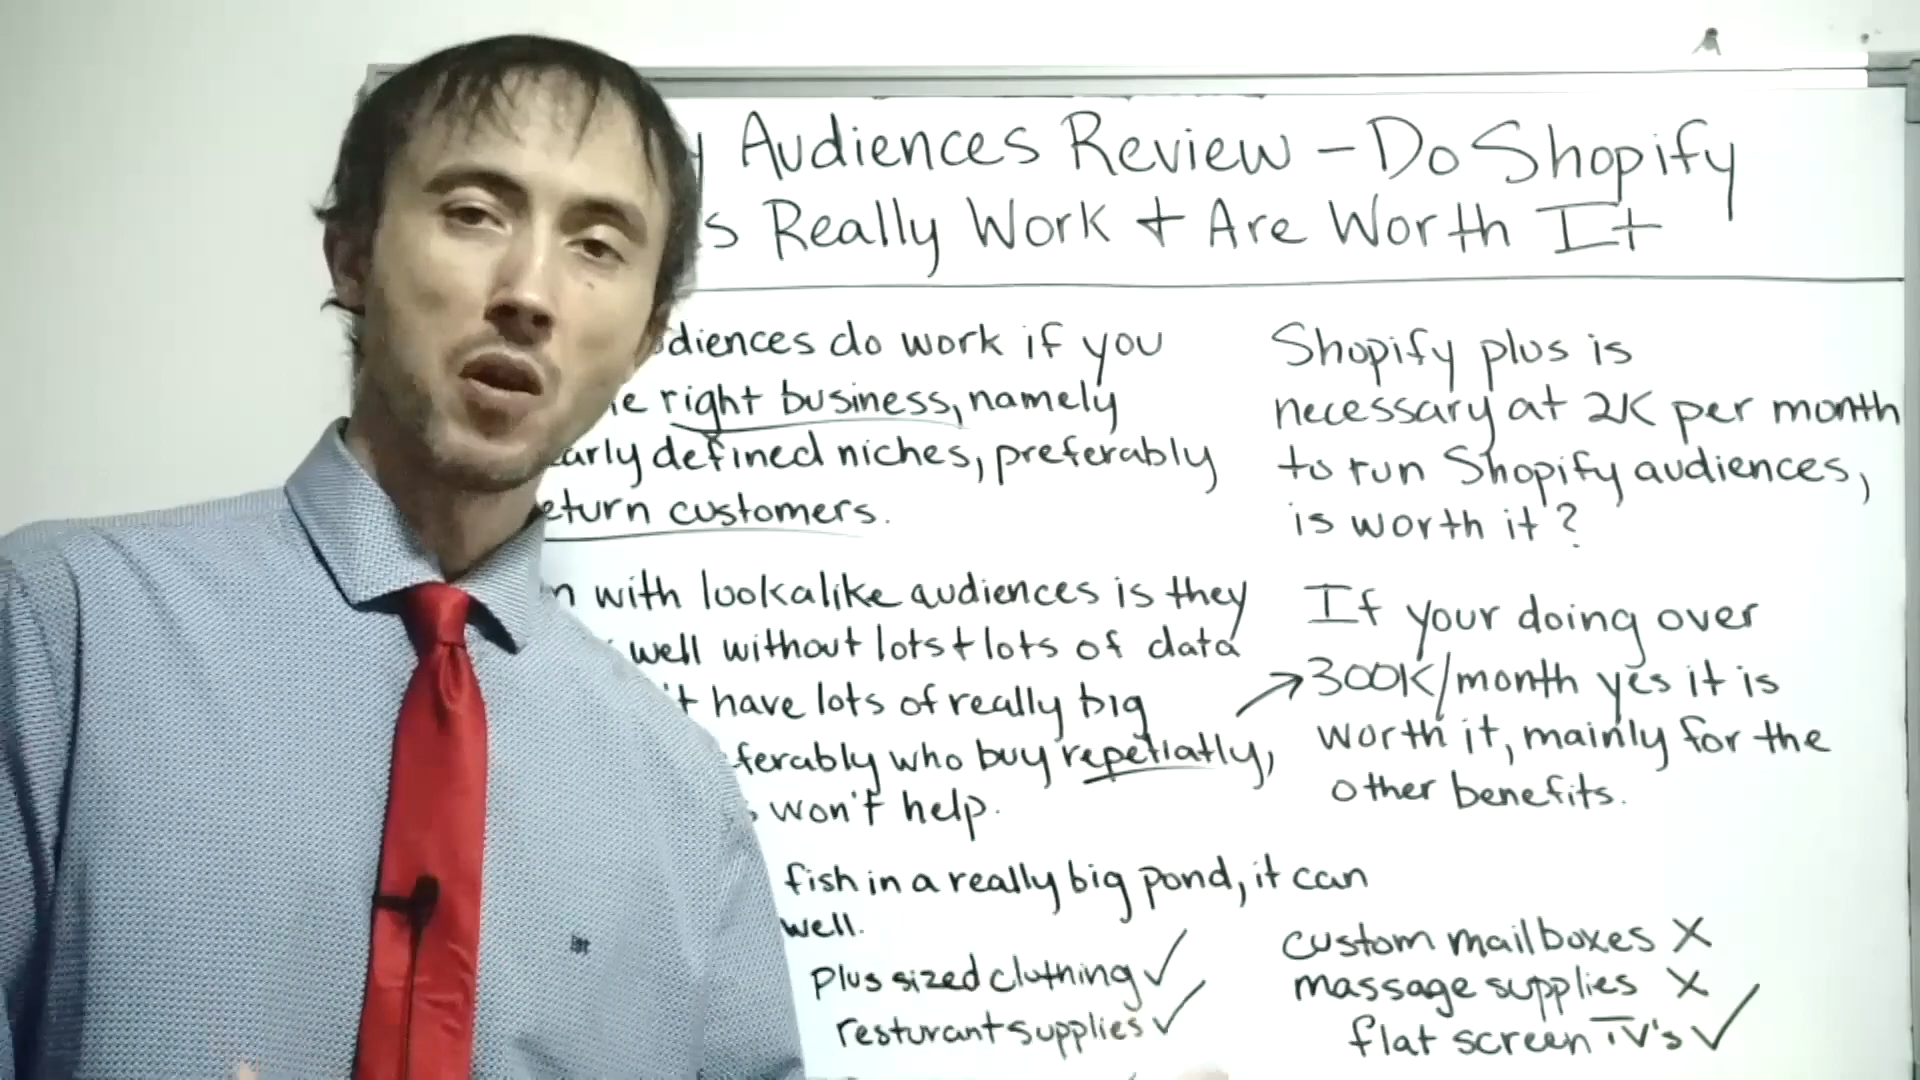 Audiences Review - Do Shopify
s Really Work + Are Worth It
diences do work if you
right business, namely
arly defined niches, preferably
eturn customers.
with lookalike audiences is they
well without lots + lots of data
't have lots of really big
ferably who buy repetiatly,
won't help.
fish in a really big pond, it can
well.
plus sized clothing ✓
resturant supplies ✓
Shopify plus is
necessary at 2K per month
to run Shopify audiences,
is worth it?
If your doing over
→300K/month yes it is
worth it, mainly for the
other benefits.
custom mailboxes X
massage supplies X
flat screen TV's ✓